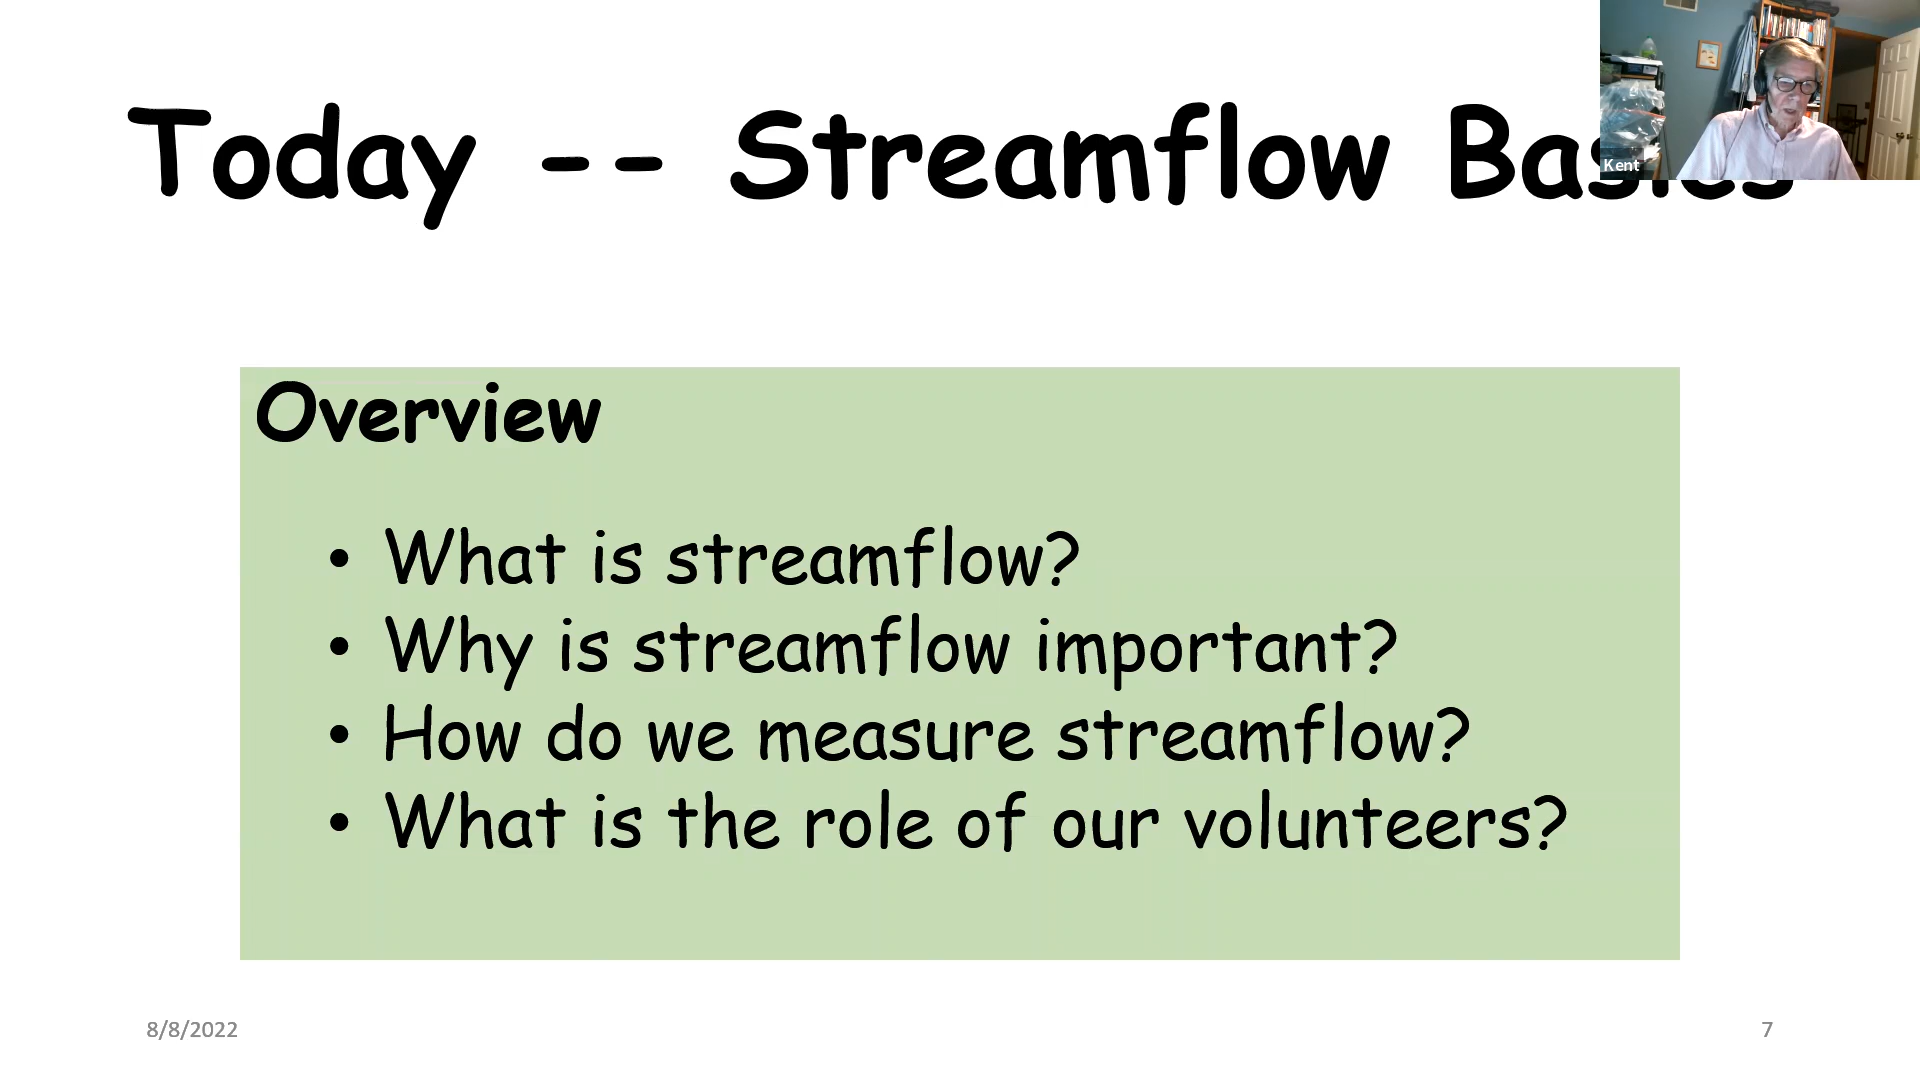 Today -- Streamflow Basics
Kent
Overview
• What is streamflow?
• Why is streamflow important?
• How do we measure streamflow?
• What is the role of our volunteers?
8/8/2022
7